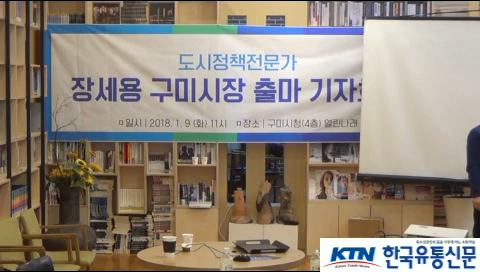 도시정책전문가
장세용 구미시장 출마 기자
일시 | 2018. 1. 9 (화) 11시 장소 | 구미시청(4층) 열린나래
KTN 한국유통신문